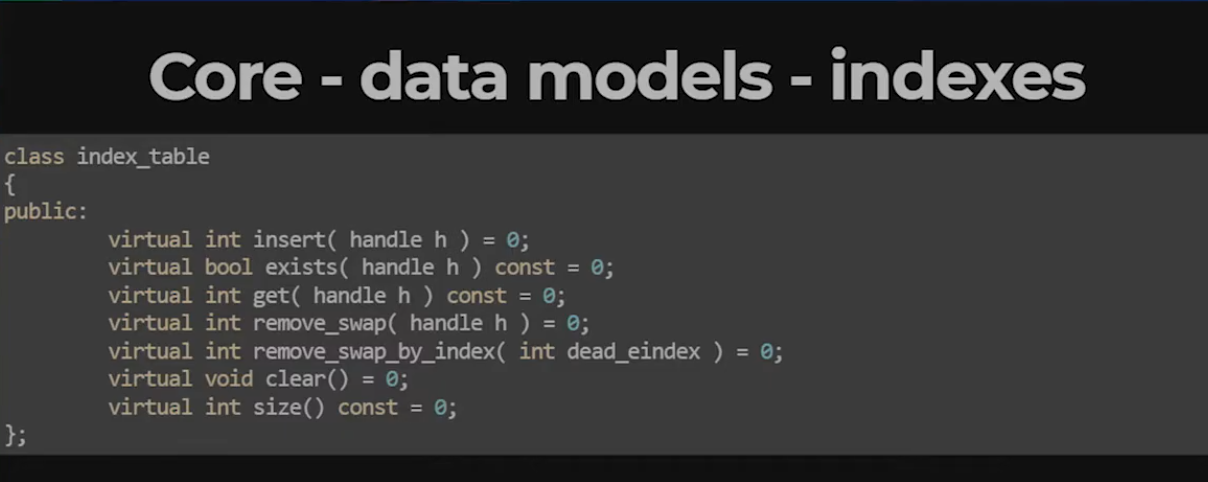 Core - data models - indexes
class index_table
{
public:
virtual int insert( handle h ) = 0;
virtual bool exists( handle h ) const = 0;
virtual int get( handle h ) const = 0;
virtual int remove_swap( handle h ) = 0;
virtual int remove_swap_by_index( int dead_eindex ) = 0;
virtual void clear() = 0;
virtual int size() const = 0;
};